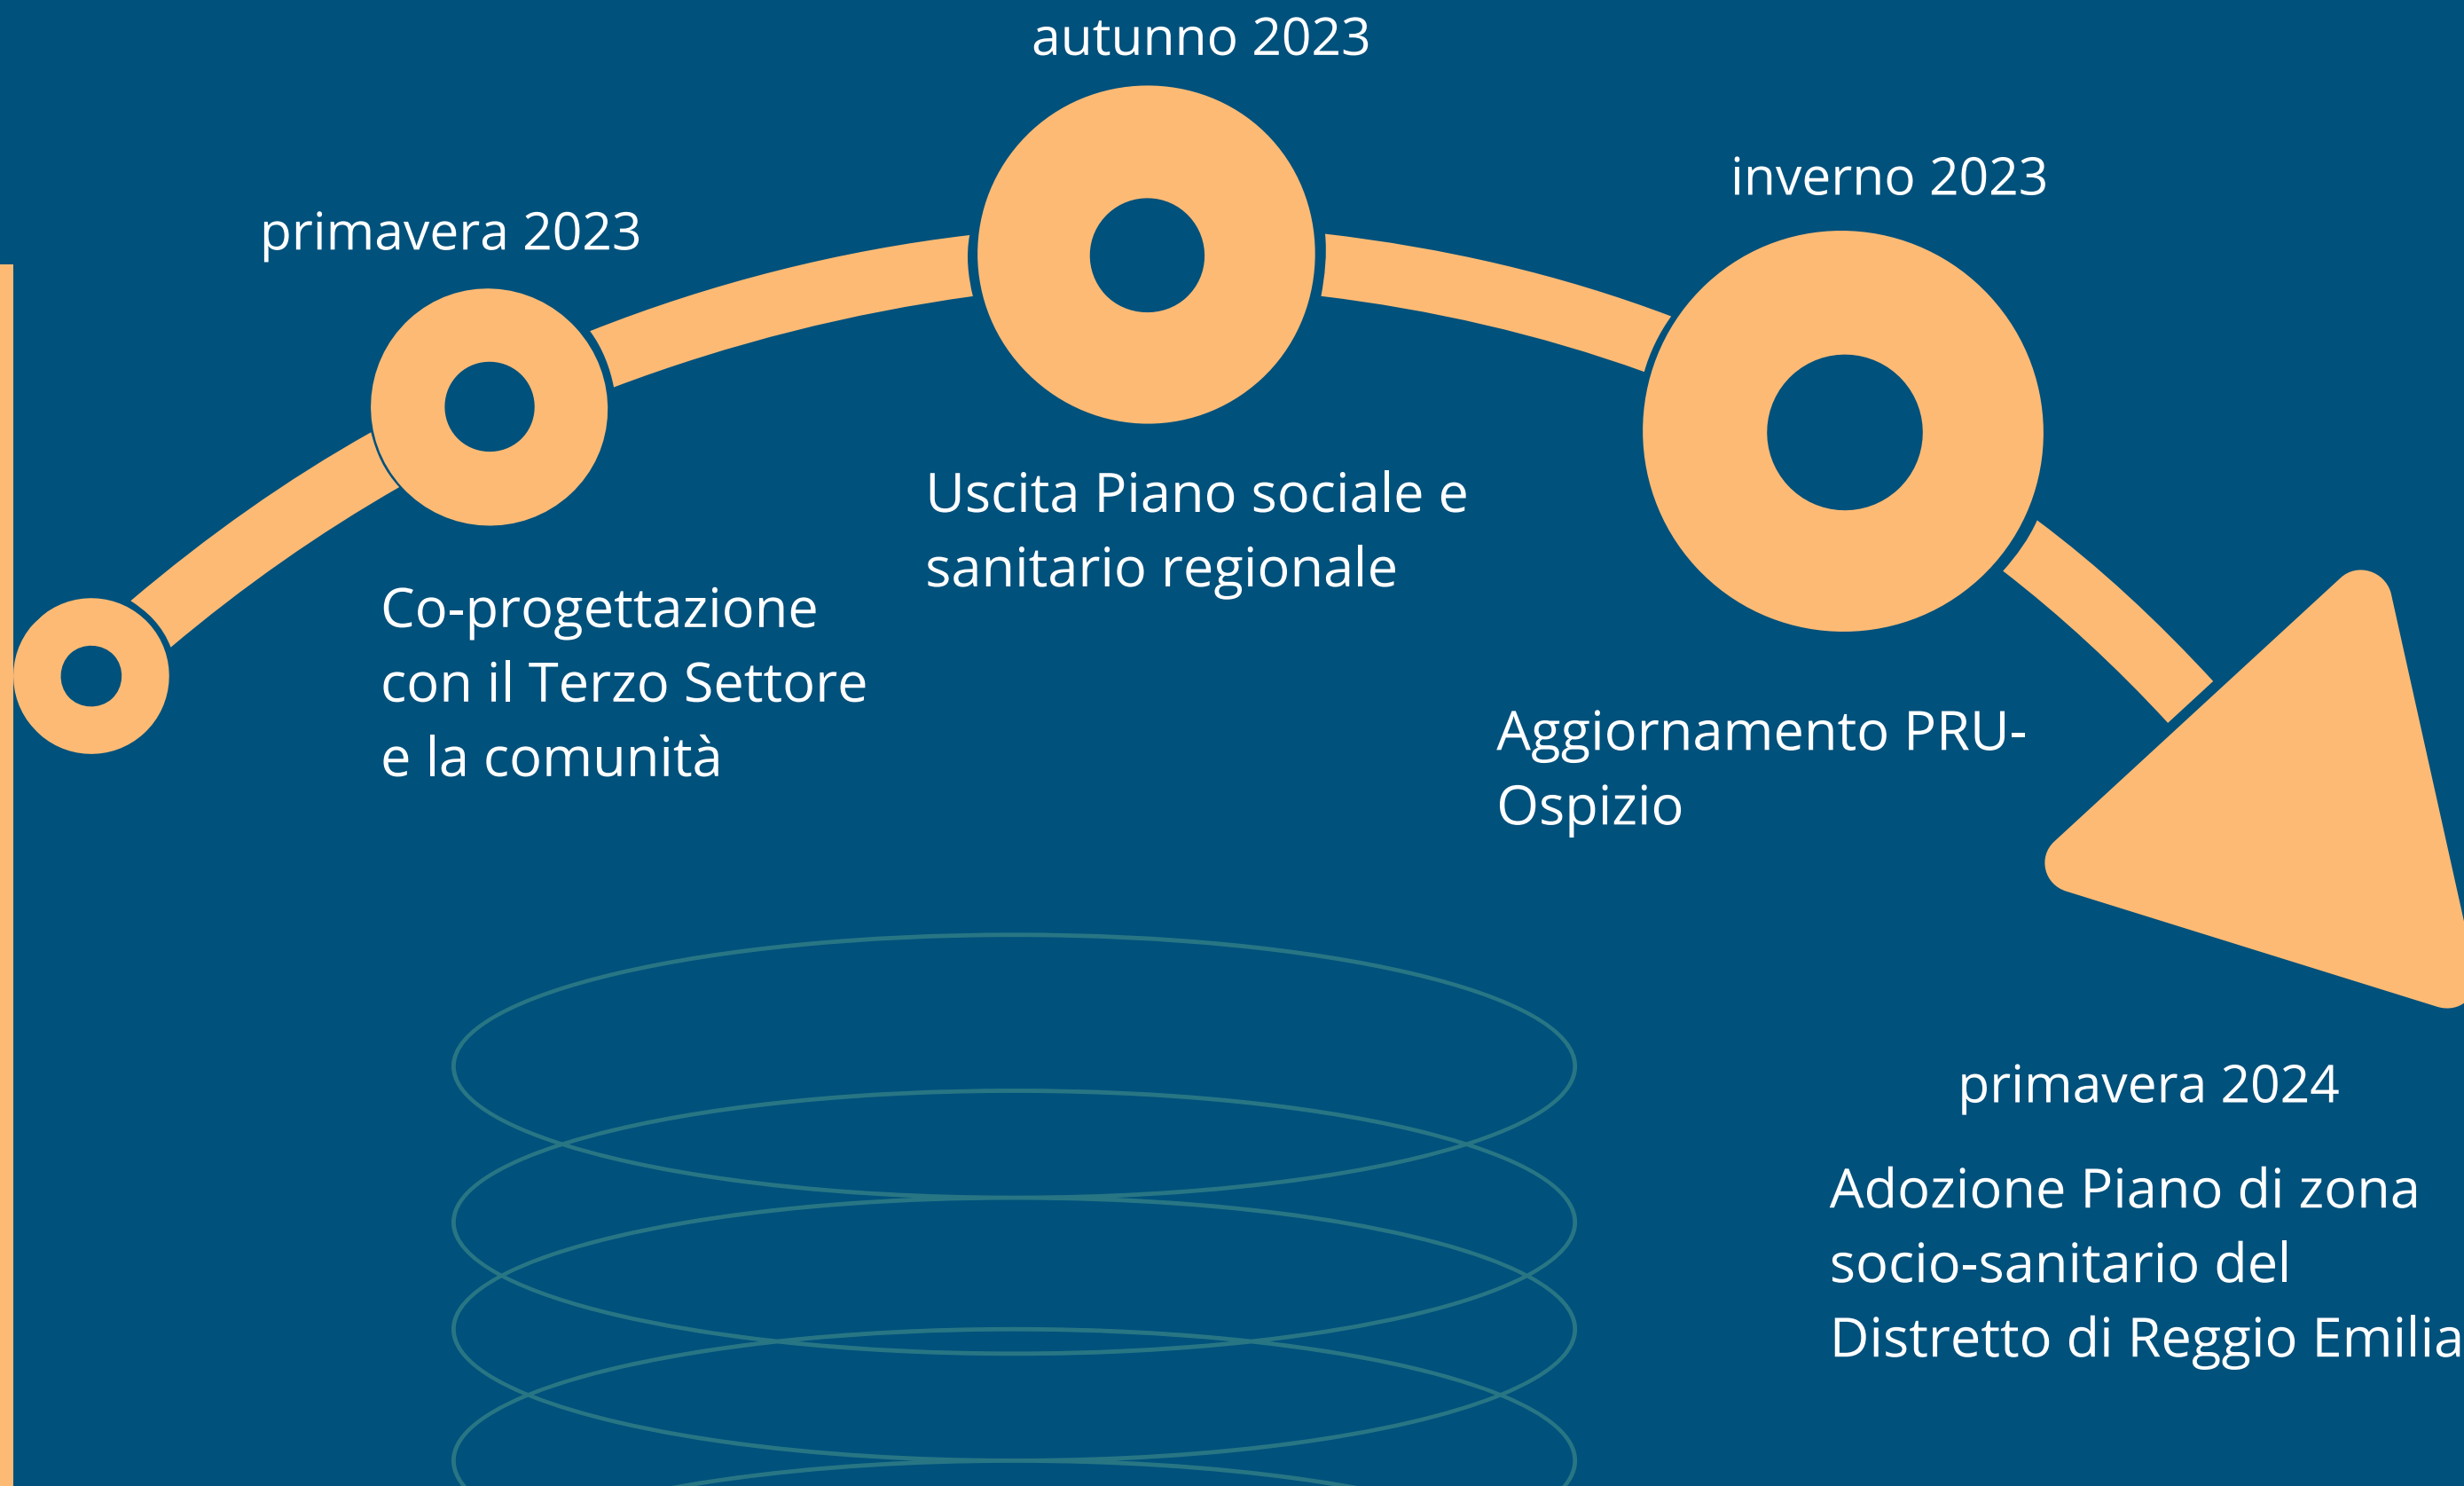 primavera 2023
Co-progettazione
con il Terzo Settore
e la comunità
autunno 2023
Uscita Piano sociale e
sanitario regionale
inverno 2023
Aggiornamento PRU-
Ospizio
primavera 2024
Adozione Piano di zona
socio-sanitario del
Distretto di Reggio Emilia